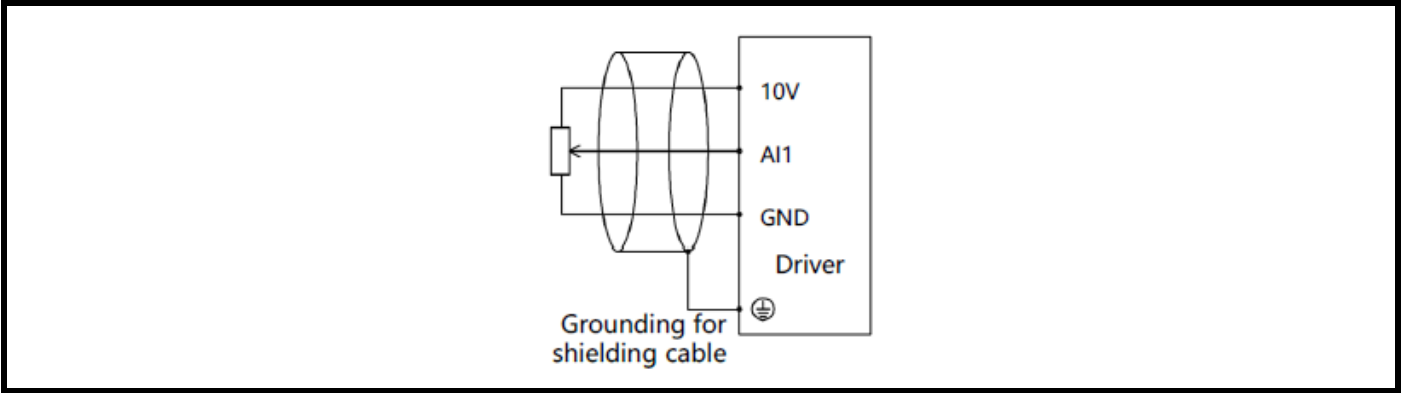 10V
AI1
GND
Driver
Grounding for
shielding cable